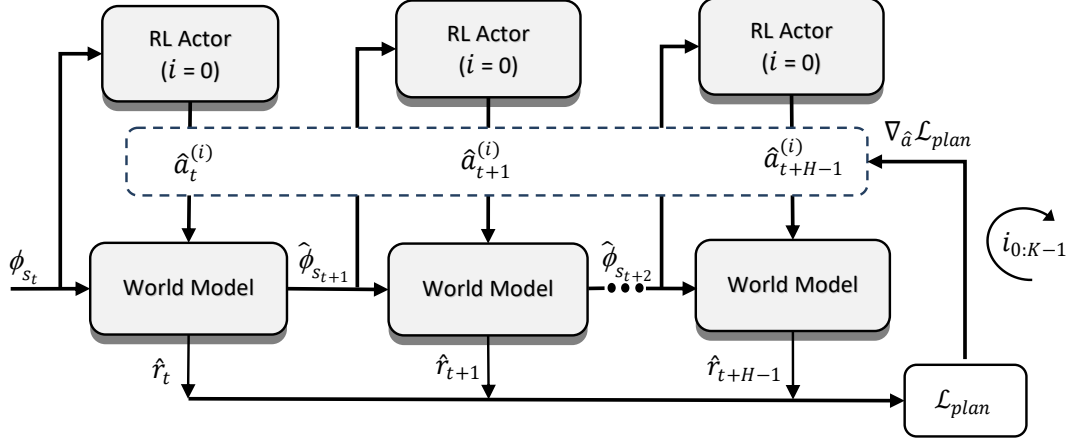 RL Actor
(i = 0)
RL Actor
(i = 0)
RL Actor
(i = 0)
∇_â ℒ_plan
â_t^(i)
â_{t+1}^(i)
â_{t+H−1}^(i)
i_{0:K−1}
ϕ_{s_t}
ϕ̂_{s_{t+1}}
ϕ̂_{s_{t+2}}
World Model
World Model
World Model
r̂_t
r̂_{t+1}
r̂_{t+H−1}
ℒ_plan